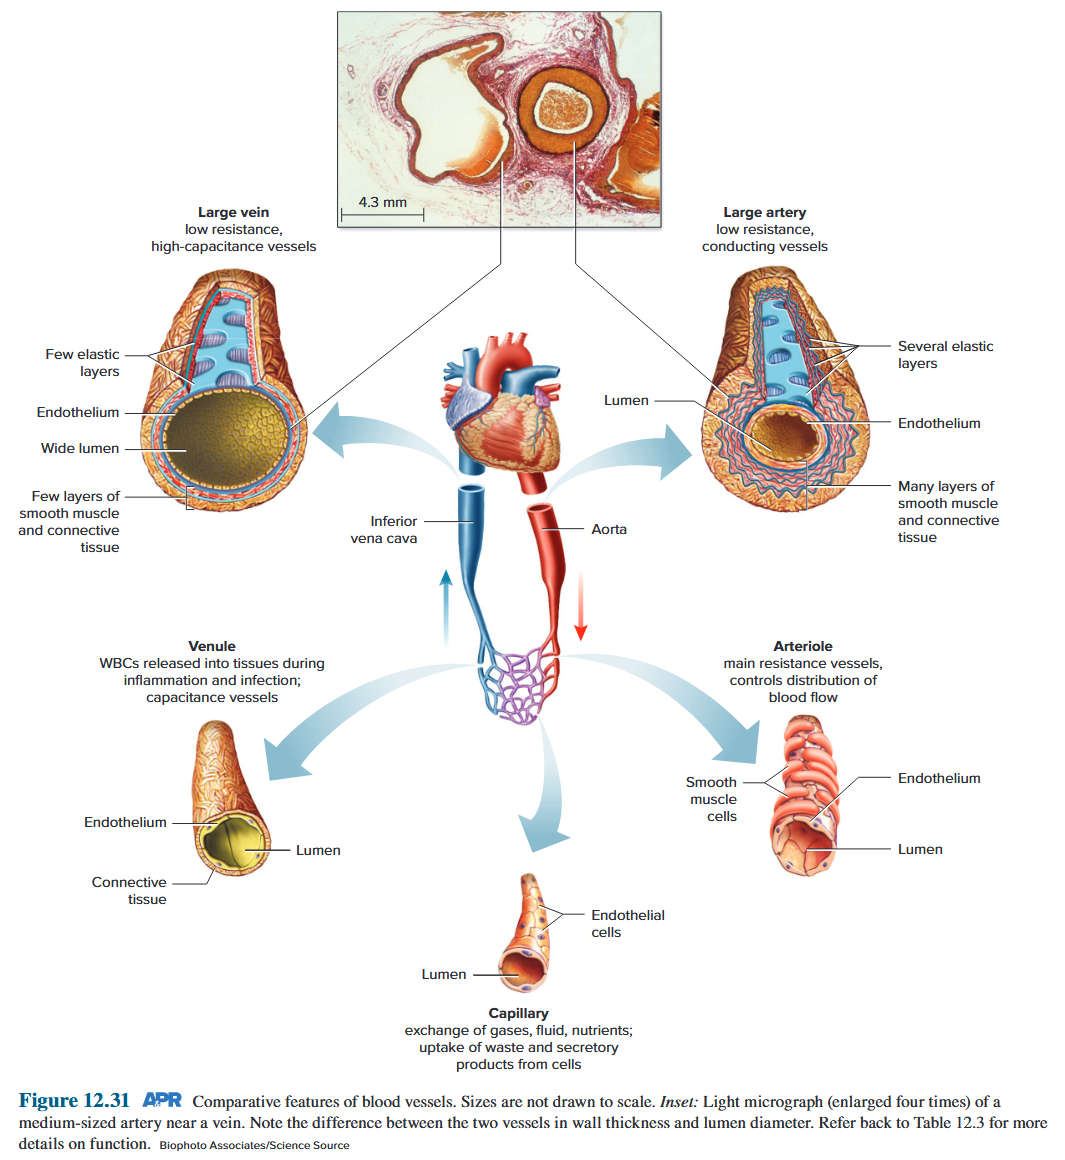 4.3 mm
Large vein
low resistance,
high-capacitance vessels
Large artery
low resistance,
conducting vessels
Few elastic
layers
Endothelium
Wide lumen
Few layers of
smooth muscle
and connective
tissue
Lumen
Several elastic
layers
Endothelium
Many layers of
smooth muscle
and connective
tissue
Inferior
vena cava
Aorta
Venule
WBCs released into tissues during
inflammation and infection;
capacitance vessels
Arteriole
main resistance vessels,
controls distribution of
blood flow
Endothelium
Lumen
Connective
tissue
Smooth
muscle
cells
Endothelium
Lumen
Endothelial
cells
Lumen
Capillary
exchange of gases, fluid, nutrients;
uptake of waste and secretory
products from cells
Figure 12.31 AP|R Comparative features of blood vessels. Sizes are not drawn to scale. Inset: Light micrograph (enlarged four times) of a
medium-sized artery near a vein. Note the difference between the two vessels in wall thickness and lumen diameter. Refer back to Table 12.3 for more
details on function. Biophoto Associates/Science Source